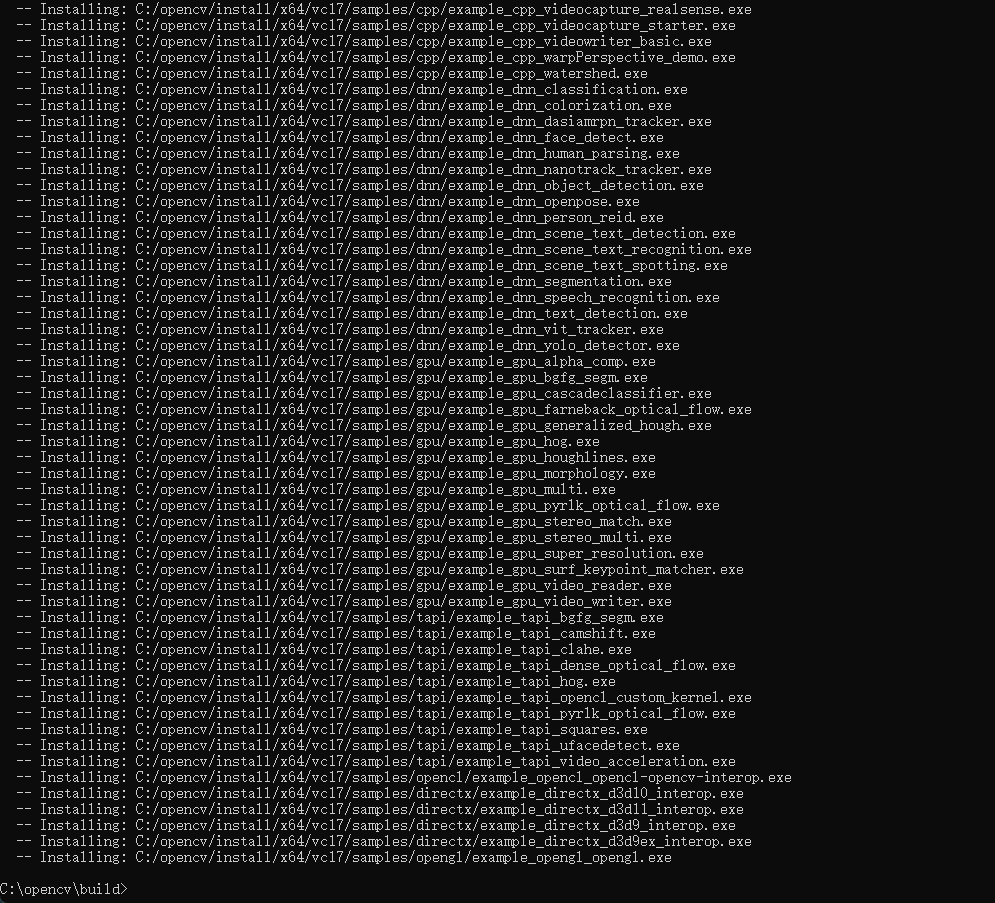 -- Installing: C:/opencv/install/x64/vc17/samples/cpp/example_cpp_videocapture_realsense.exe
-- Installing: C:/opencv/install/x64/vc17/samples/cpp/example_cpp_videocapture_starter.exe
-- Installing: C:/opencv/install/x64/vc17/samples/cpp/example_cpp_videowriter_basic.exe
-- Installing: C:/opencv/install/x64/vc17/samples/cpp/example_cpp_warpPerspective_demo.exe
-- Installing: C:/opencv/install/x64/vc17/samples/cpp/example_cpp_watershed.exe
-- Installing: C:/opencv/install/x64/vc17/samples/dnn/example_dnn_classification.exe
-- Installing: C:/opencv/install/x64/vc17/samples/dnn/example_dnn_colorization.exe
-- Installing: C:/opencv/install/x64/vc17/samples/dnn/example_dnn_dasiamrpn_tracker.exe
-- Installing: C:/opencv/install/x64/vc17/samples/dnn/example_dnn_face_detect.exe
-- Installing: C:/opencv/install/x64/vc17/samples/dnn/example_dnn_human_parsing.exe
-- Installing: C:/opencv/install/x64/vc17/samples/dnn/example_dnn_nanotrack_tracker.exe
-- Installing: C:/opencv/install/x64/vc17/samples/dnn/example_dnn_object_detection.exe
-- Installing: C:/opencv/install/x64/vc17/samples/dnn/example_dnn_openpose.exe
-- Installing: C:/opencv/install/x64/vc17/samples/dnn/example_dnn_person_reid.exe
-- Installing: C:/opencv/install/x64/vc17/samples/dnn/example_dnn_scene_text_detection.exe
-- Installing: C:/opencv/install/x64/vc17/samples/dnn/example_dnn_scene_text_recognition.exe
-- Installing: C:/opencv/install/x64/vc17/samples/dnn/example_dnn_scene_text_spotting.exe
-- Installing: C:/opencv/install/x64/vc17/samples/dnn/example_dnn_segmentation.exe
-- Installing: C:/opencv/install/x64/vc17/samples/dnn/example_dnn_speech_recognition.exe
-- Installing: C:/opencv/install/x64/vc17/samples/dnn/example_dnn_text_detection.exe
-- Installing: C:/opencv/install/x64/vc17/samples/dnn/example_dnn_vit_tracker.exe
-- Installing: C:/opencv/install/x64/vc17/samples/dnn/example_dnn_yolo_detector.exe
-- Installing: C:/opencv/install/x64/vc17/samples/gpu/example_gpu_alpha_comp.exe
-- Installing: C:/opencv/install/x64/vc17/samples/gpu/example_gpu_bgfg_segm.exe
-- Installing: C:/opencv/install/x64/vc17/samples/gpu/example_gpu_cascadeclassifier.exe
-- Installing: C:/opencv/install/x64/vc17/samples/gpu/example_gpu_farneback_optical_flow.exe
-- Installing: C:/opencv/install/x64/vc17/samples/gpu/example_gpu_generalized_hough.exe
-- Installing: C:/opencv/install/x64/vc17/samples/gpu/example_gpu_hog.exe
-- Installing: C:/opencv/install/x64/vc17/samples/gpu/example_gpu_houghlines.exe
-- Installing: C:/opencv/install/x64/vc17/samples/gpu/example_gpu_morphology.exe
-- Installing: C:/opencv/install/x64/vc17/samples/gpu/example_gpu_multi.exe
-- Installing: C:/opencv/install/x64/vc17/samples/gpu/example_gpu_pyrlk_optical_flow.exe
-- Installing: C:/opencv/install/x64/vc17/samples/gpu/example_gpu_stereo_match.exe
-- Installing: C:/opencv/install/x64/vc17/samples/gpu/example_gpu_stereo_multi.exe
-- Installing: C:/opencv/install/x64/vc17/samples/gpu/example_gpu_super_resolution.exe
-- Installing: C:/opencv/install/x64/vc17/samples/gpu/example_gpu_surf_keypoint_matcher.exe
-- Installing: C:/opencv/install/x64/vc17/samples/gpu/example_gpu_video_reader.exe
-- Installing: C:/opencv/install/x64/vc17/samples/gpu/example_gpu_video_writer.exe
-- Installing: C:/opencv/install/x64/vc17/samples/tapi/example_tapi_bgfg_segm.exe
-- Installing: C:/opencv/install/x64/vc17/samples/tapi/example_tapi_camshift.exe
-- Installing: C:/opencv/install/x64/vc17/samples/tapi/example_tapi_clahe.exe
-- Installing: C:/opencv/install/x64/vc17/samples/tapi/example_tapi_dense_optical_flow.exe
-- Installing: C:/opencv/install/x64/vc17/samples/tapi/example_tapi_hog.exe
-- Installing: C:/opencv/install/x64/vc17/samples/tapi/example_tapi_opencl_custom_kernel.exe
-- Installing: C:/opencv/install/x64/vc17/samples/tapi/example_tapi_pyrlk_optical_flow.exe
-- Installing: C:/opencv/install/x64/vc17/samples/tapi/example_tapi_squares.exe
-- Installing: C:/opencv/install/x64/vc17/samples/tapi/example_tapi_ufacedetect.exe
-- Installing: C:/opencv/install/x64/vc17/samples/tapi/example_tapi_video_acceleration.exe
-- Installing: C:/opencv/install/x64/vc17/samples/opencl/example_opencl_opencl-opencv-interop.exe
-- Installing: C:/opencv/install/x64/vc17/samples/directx/example_directx_d3d10_interop.exe
-- Installing: C:/opencv/install/x64/vc17/samples/directx/example_directx_d3d11_interop.exe
-- Installing: C:/opencv/install/x64/vc17/samples/directx/example_directx_d3d9_interop.exe
-- Installing: C:/opencv/install/x64/vc17/samples/directx/example_directx_d3d9ex_interop.exe
-- Installing: C:/opencv/install/x64/vc17/samples/opengl/example_opengl_opengl.exe
C:\opencv\build>